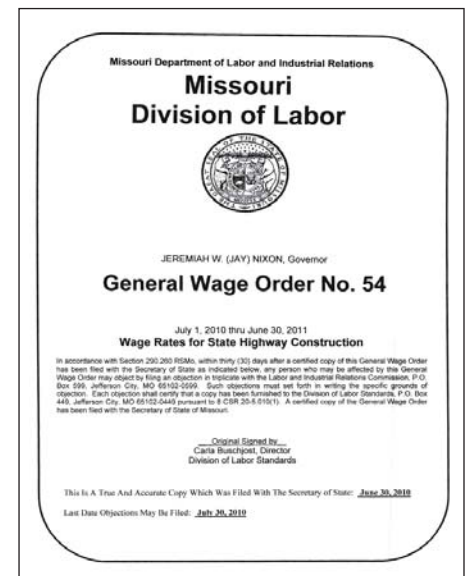 Missouri Department of Labor and Industrial Relations
Missouri
Division of Labor
JEREMIAH W. (JAY) NIXON, Governor
General Wage Order No. 54
July 1, 2010 thru June 30, 2011
Wage Rates for State Highway Construction
In accordance with Section 290.260 RSMo, within thirty (30) days after a certified copy of this General Wage Order
has been filed with the Secretary of State as indicated below, any person who may be affected by this General
Wage Order may object by filing an objection in triplicate with the Labor and Industrial Relations Commission, P.O.
Box 599, Jefferson City, MO 65102-0599. Such objections must set forth in writing the specific grounds of
objection. Each objection shall certify that a copy has been furnished to the Division of Labor Standards, P.O. Box
449, Jefferson City, MO 65102-0449 pursuant to 8 CSR 20-5.010(1). A certified copy of the General Wage Order
has been filed with the Secretary of State of Missouri.
Original Signed by
Carla Buschjost, Director
Division of Labor Standards
This Is A True And Accurate Copy Which Was Filed With The Secretary of State: June 30, 2010
Last Date Objections May Be Filed: July 30, 2010